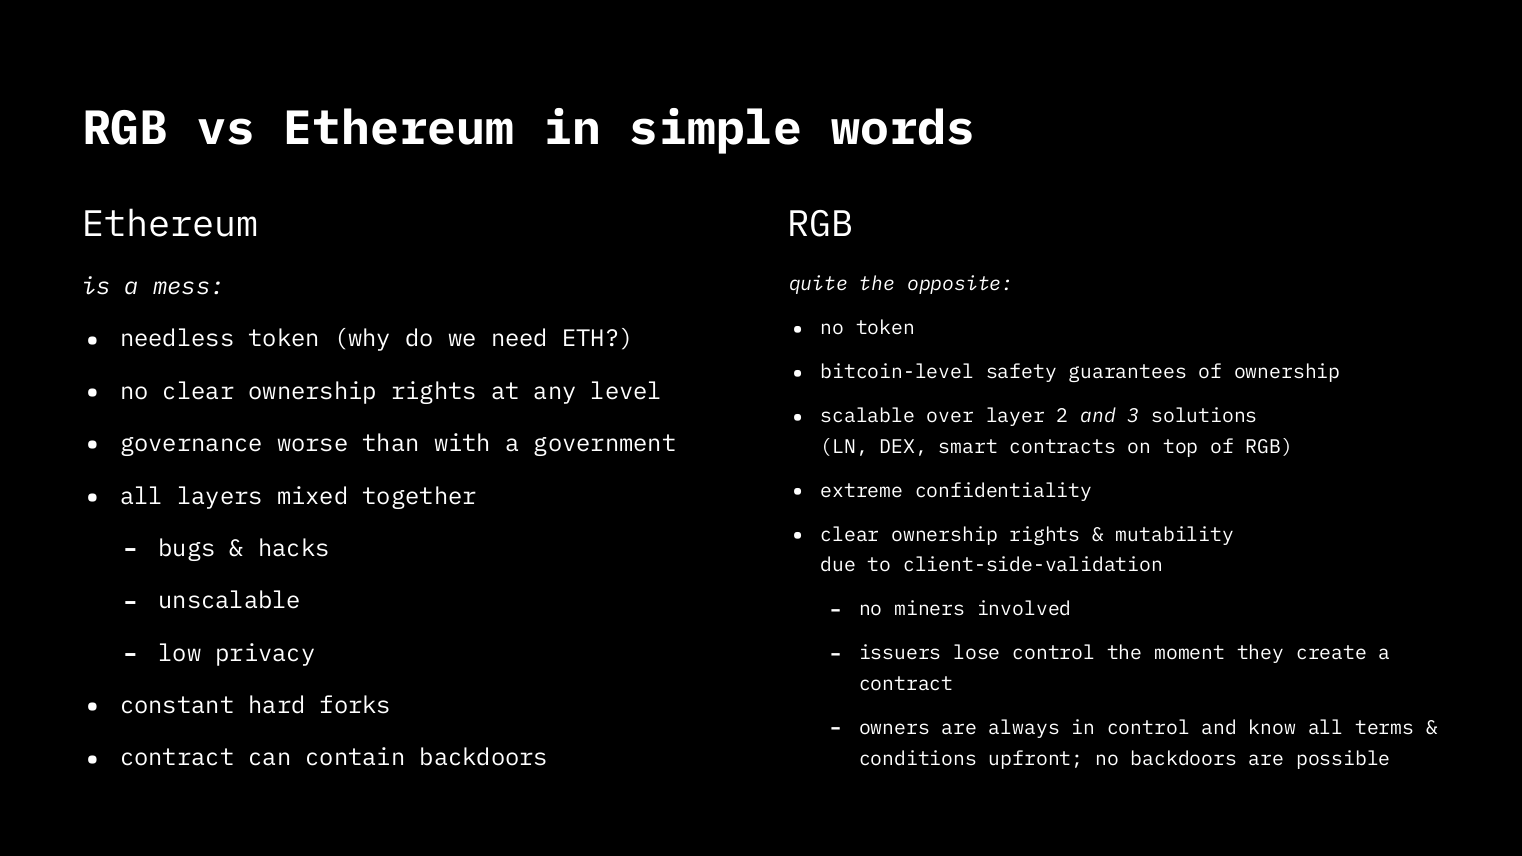 RGB vs Ethereum in simple words
Ethereum
is a mess:
• needless token (why do we need ETH?)
• no clear ownership rights at any level
• governance worse than with a government
• all layers mixed together
– bugs & hacks
– unscalable
– low privacy
• constant hard forks
• contract can contain backdoors
RGB
quite the opposite:
• no token
• bitcoin-level safety guarantees of ownership
• scalable over layer 2 and 3 solutions
(LN, DEX, smart contracts on top of RGB)
• extreme confidentiality
• clear ownership rights & mutability
due to client-side-validation
– no miners involved
– issuers lose control the moment they create a
contract
– owners are always in control and know all terms &
conditions upfront; no backdoors are possible